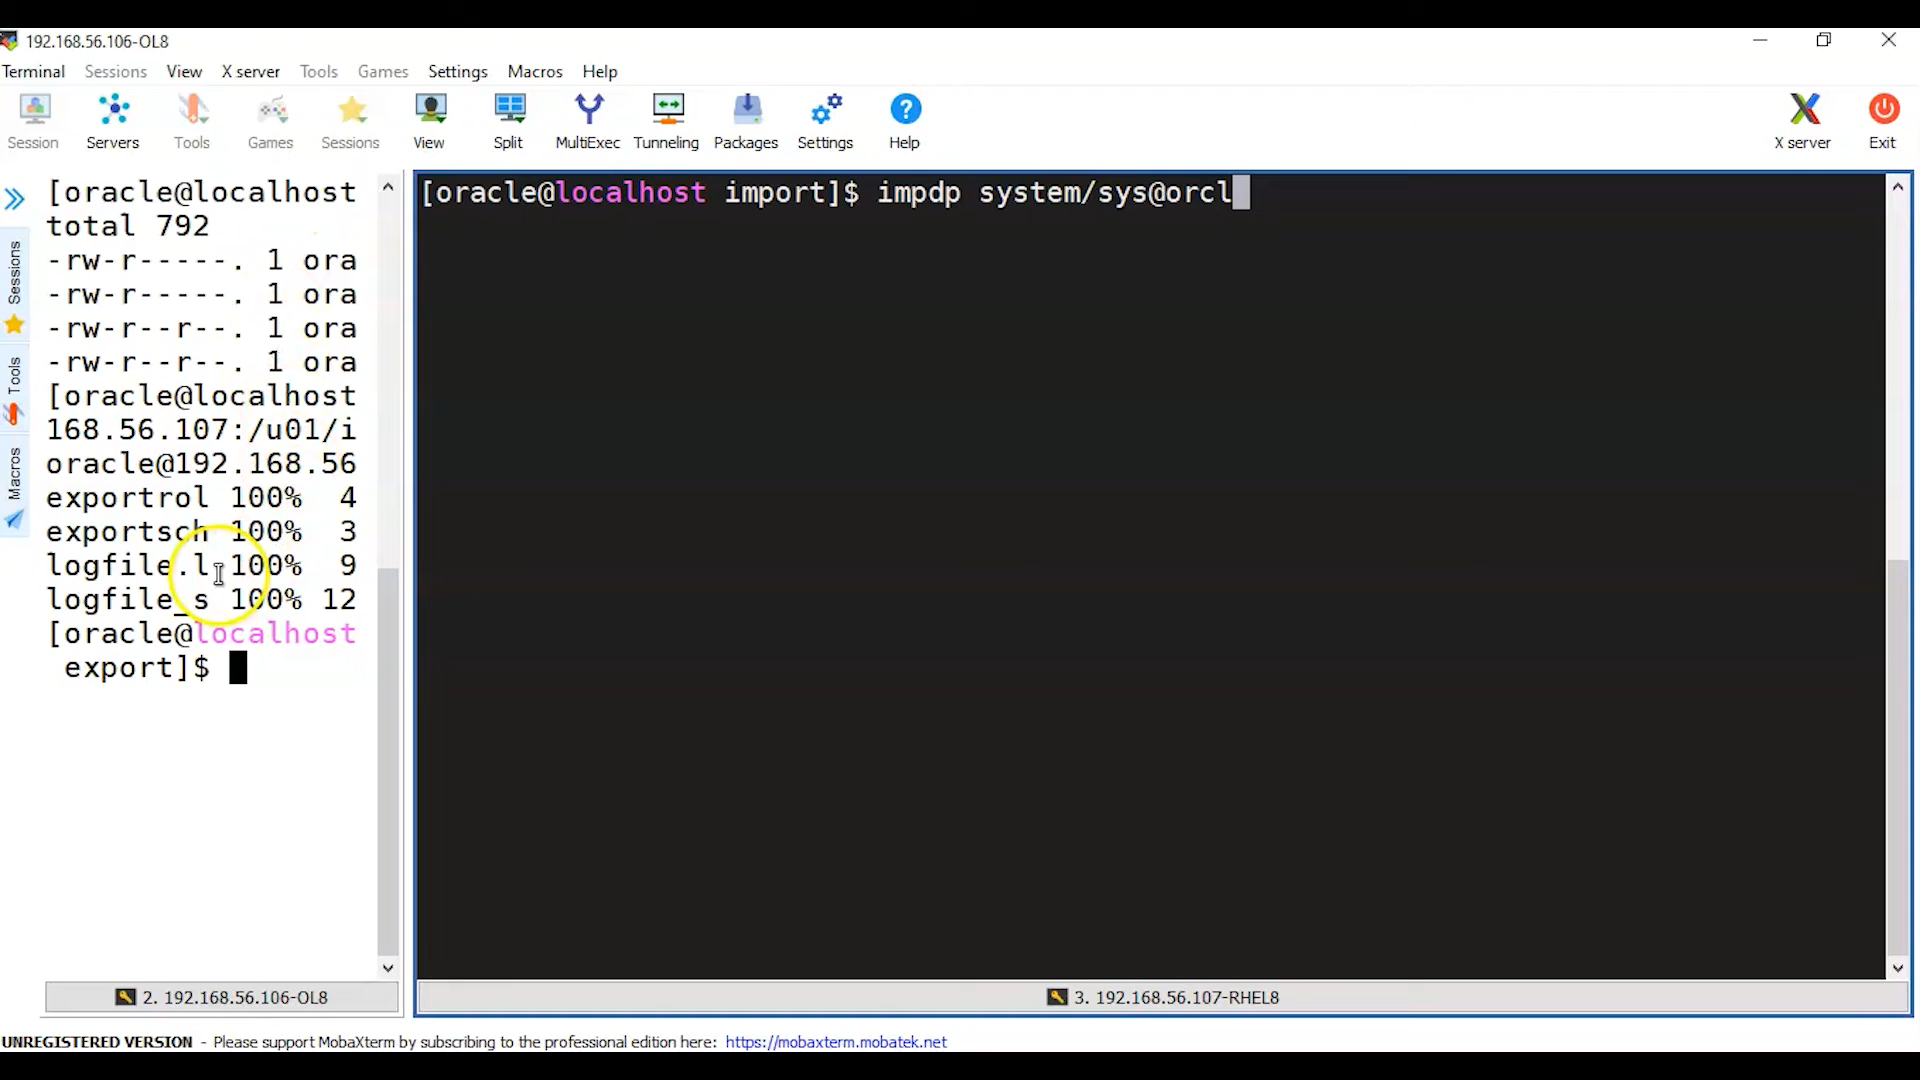 192.168.56.106-OL8
Terminal Sessions View X server Tools Games Settings Macros Help
Session Servers Tools Games Sessions View Split MultiExec Tunneling Packages Settings Help X server Exit
Sessions
Tools
Macros
[oracle@localhost
total 792
-rw-r-----. 1 ora
-rw-r-----. 1 ora
-rw-r--r--. 1 ora
-rw-r--r--. 1 ora
[oracle@localhost
168.56.107:/u01/i
oracle@192.168.56
exportrol 100% 4
exportsch 100% 3
logfile.l 100% 9
logfile_s 100% 12
[oracle@localhost
export]$
[oracle@localhost import]$ impdp system/sys@orcl
2. 192.168.56.106-OL8
3. 192.168.56.107-RHEL8
UNREGISTERED VERSION - Please support MobaXterm by subscribing to the professional edition here: https://mobaxterm.mobatek.net